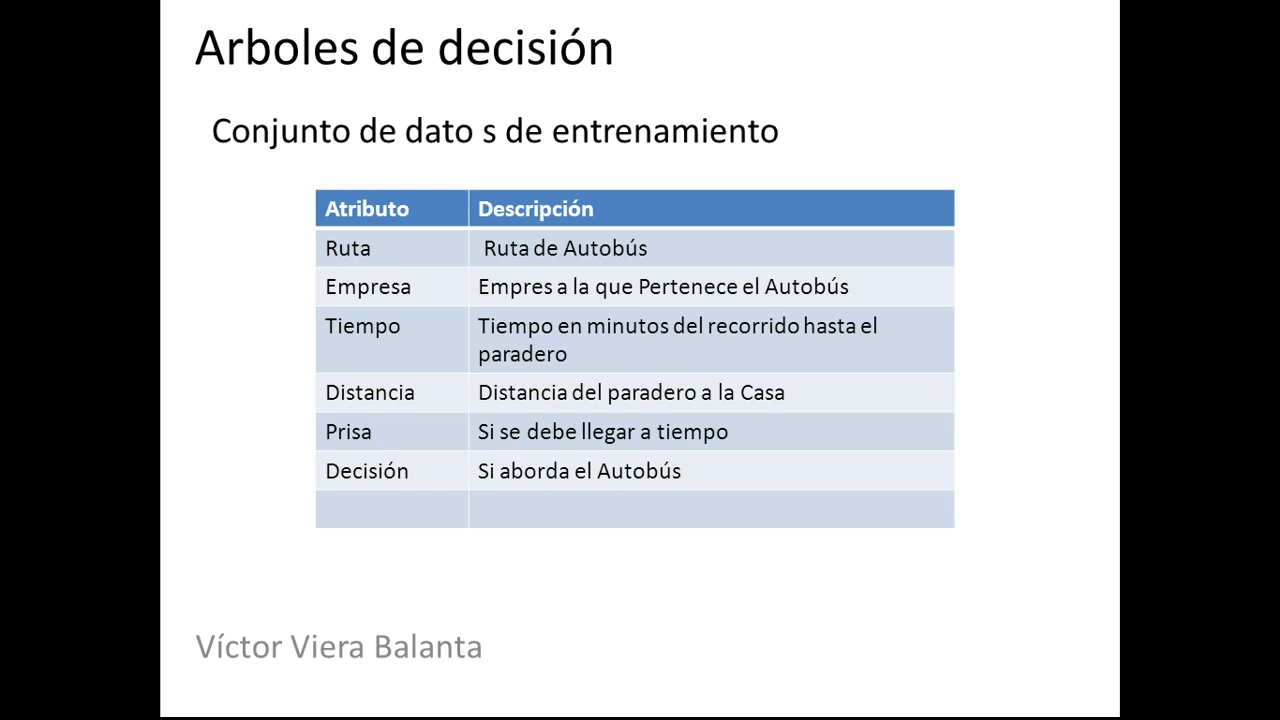 Arboles de decisión
Conjunto de dato s de entrenamiento
Atributo Descripción
Ruta Ruta de Autobús
Empresa Empres a la que Pertenece el Autobús
Tiempo Tiempo en minutos del recorrido hasta el
paradero
Distancia Distancia del paradero a la Casa
Prisa Si se debe llegar a tiempo
Decisión Si aborda el Autobús
Víctor Viera Balanta